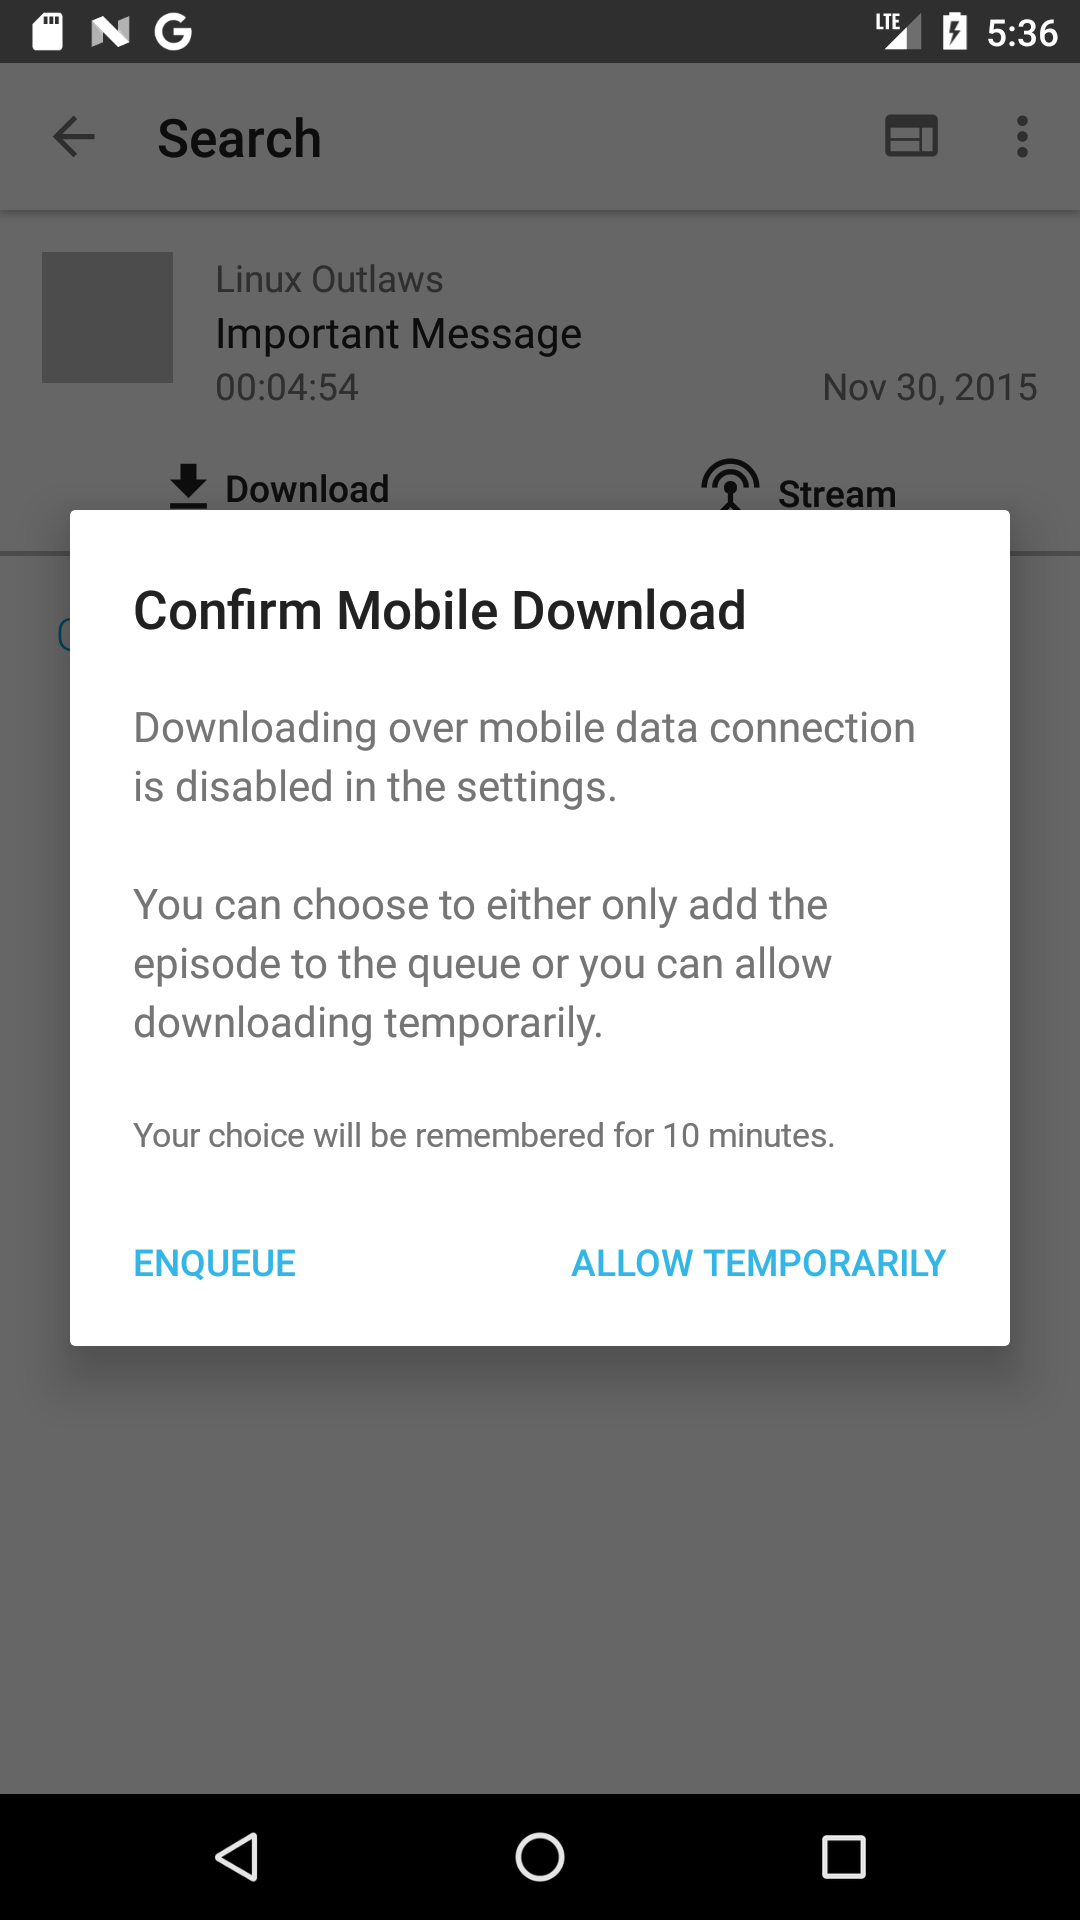 LTE 5:36
Search
Linux Outlaws
Important Message
00:04:54 Nov 30, 2015
Download Stream
Confirm Mobile Download
Downloading over mobile data connection
is disabled in the settings.
You can choose to either only add the
episode to the queue or you can allow
downloading temporarily.
Your choice will be remembered for 10 minutes.
ENQUEUE ALLOW TEMPORARILY